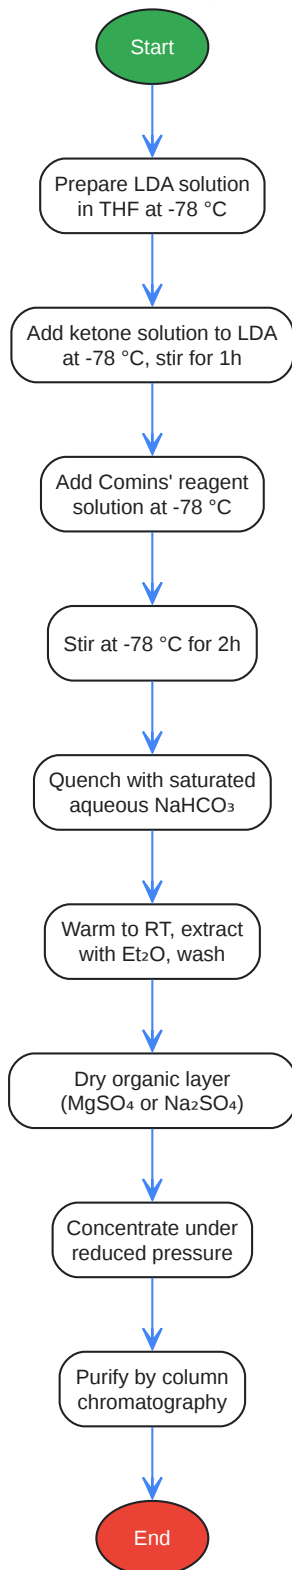 Start
Prepare LDA solution
in THF at -78 °C
Add ketone solution to LDA
at -78 °C, stir for 1h
Add Comins' reagent
solution at -78 °C
Stir at -78 °C for 2h
Quench with saturated
aqueous NaHCO₃
Warm to RT, extract
with Et₂O, wash
Dry organic layer
(MgSO₄ or Na₂SO₄)
Concentrate under
reduced pressure
Purify by column
chromatography
End